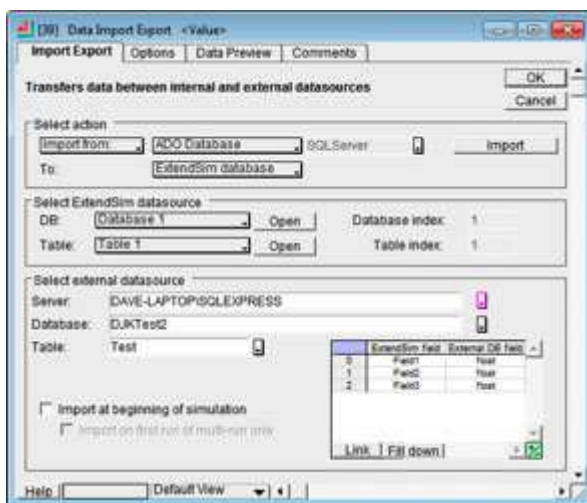 [39] Data Import Export <Value>
Import Export Options Data Preview Comments
Transfers data between internal and external datasources
OK
Cancel
Select action
Import from: ADO Database SQLServer Import
To: ExtendSim database
Select ExtendSim datasource
DB: Database 1 Open Database index: 1
Table: Table 1 Open Table index: 1
Select external datasource
Server: DAVE-LAPTOP\SQLEXPRESS
Database: DJKTest2
Table: Test
ExtendSim field External DB field
0 Field1 float
1 Field2 float
2 Field3 float
Import at beginning of simulation
Import on first run of multi-run only
Link Fill down
Help Default View